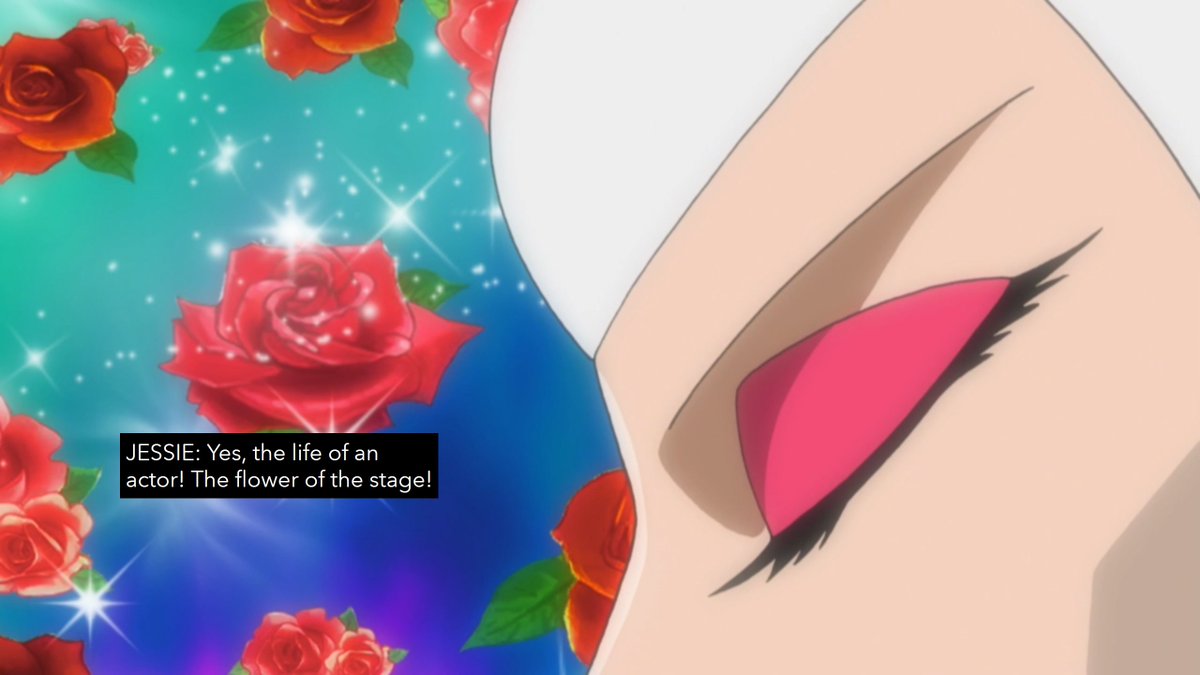 JESSIE: Yes, the life of an
actor! The flower of the stage!